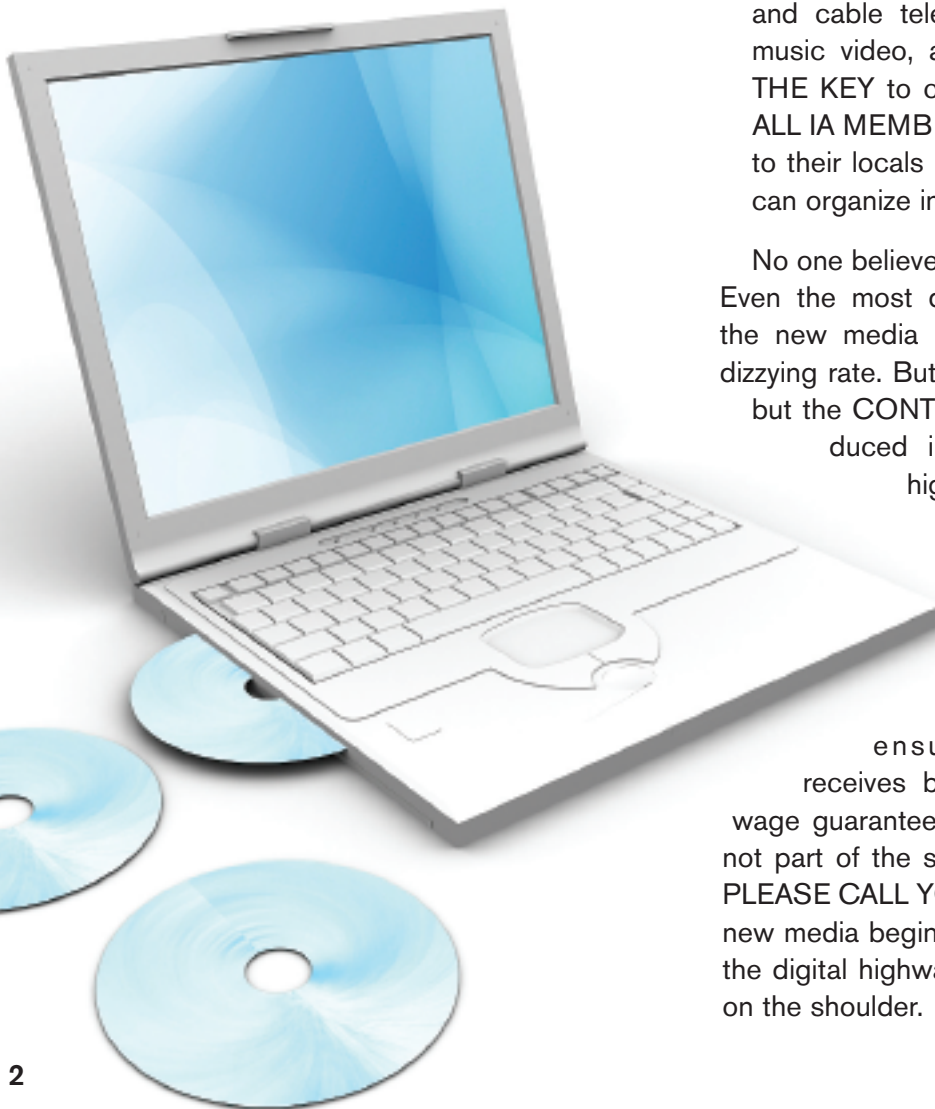 and cable tele
music video, a
THE KEY to o
ALL IA MEMB
to their locals
can organize in
No one believe
Even the most d
the new media
dizzying rate. But
but the CONT
duced i
hig
ensu
receives b
wage guarantee
not part of the s
PLEASE CALL YO
new media begin
the digital highwa
on the shoulder.
2